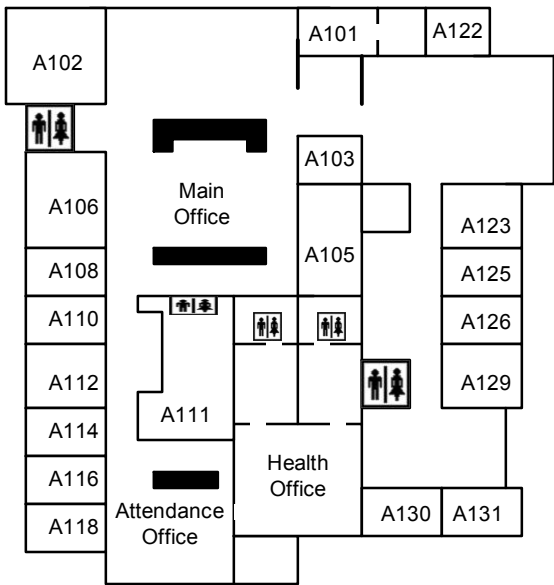 A101
A122
A102
A103
Main
Office
A106
A123
A105
A108
A125
A110
A126
A112
A129
A111
A114
Health
Office
A116
Attendance
Office
A130
A131
A118